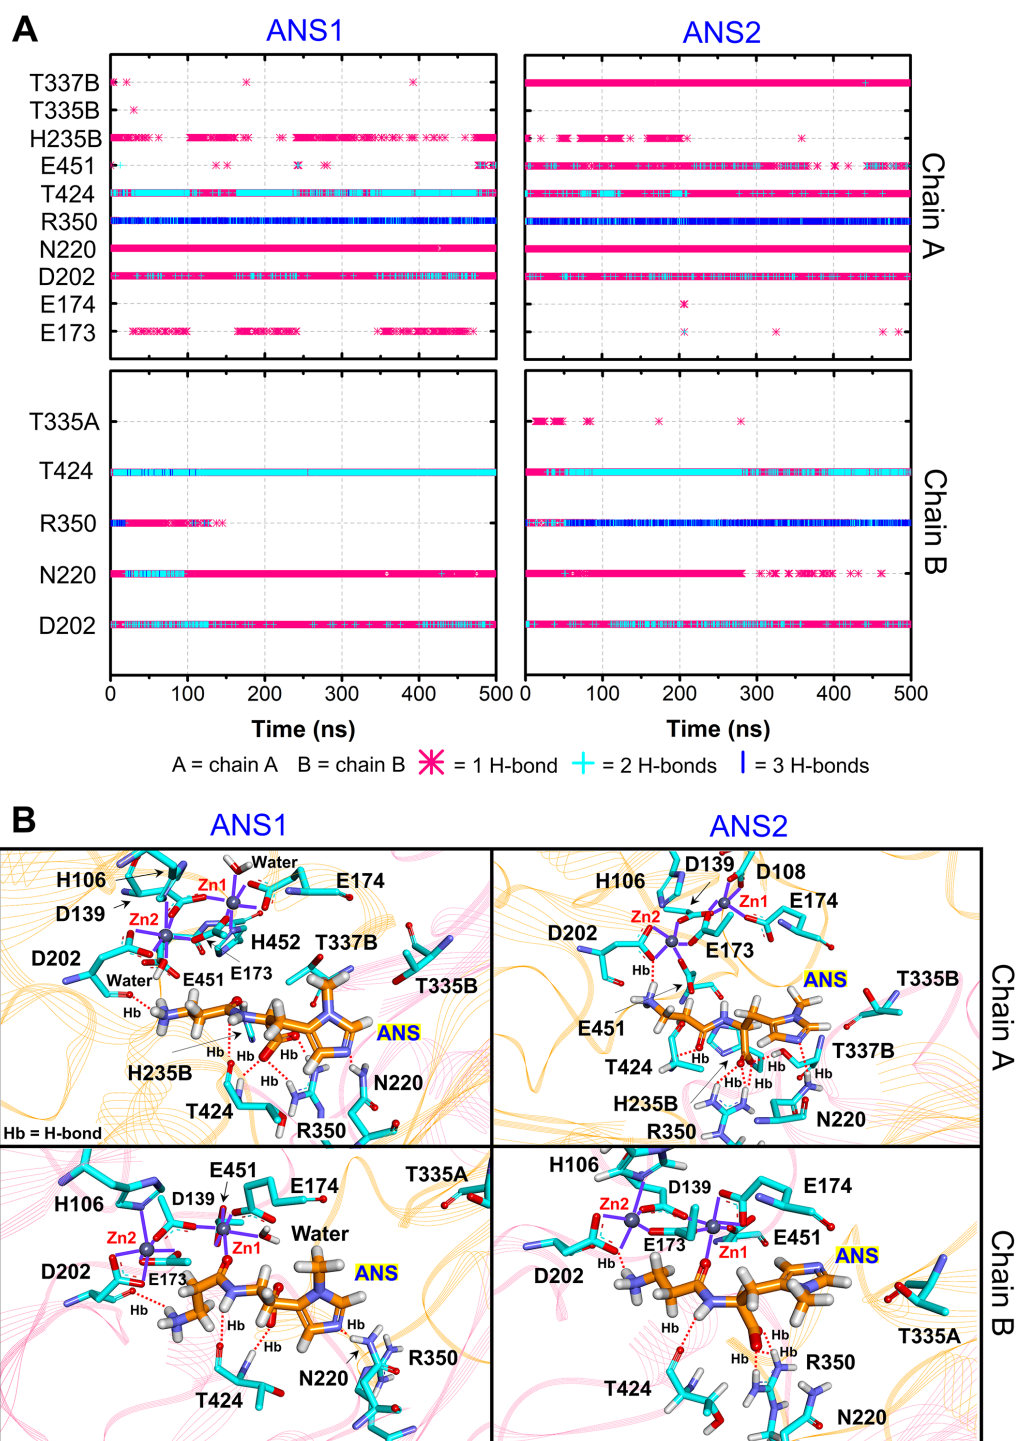 A
ANS1
ANS2
T337B
T335B
H235B
E451
T424
R350
N220
D202
E174
E173
Chain A
T335A
T424
R350
N220
D202
Chain B
0 100 200 300 400 500 0 100 200 300 400 500
Time (ns)
Time (ns)
A = chain A B = chain B = 1 H-bond = 2 H-bonds = 3 H-bonds
B
ANS1
ANS2
Water
H106
Zn1
E174
D139
Zn2
H452
T337B
D202
E173
Water
E451
T335B
Hb
ANS
Hb
Hb
H235B
Hb
N220
T424
R350
Hb = H-bond
D139
D108
H106
Zn1
E174
Zn2
D202
E173
Hb
ANS
T335B
E451
T337B
T424
Hb
Hb
Hb
Hb
Hb
H235B
N220
R350
Chain A
E451
T335A
H106
D139
E174
Water
Zn2
Zn1
D202
E173
ANS
Hb
Hb
Hb
Hb
R350
N220
T424
H106
D139
E174
Zn2
E173
E451
Zn1
ANS
Hb
D202
T335A
Hb
Hb
Hb
R350
T424
N220
Chain B